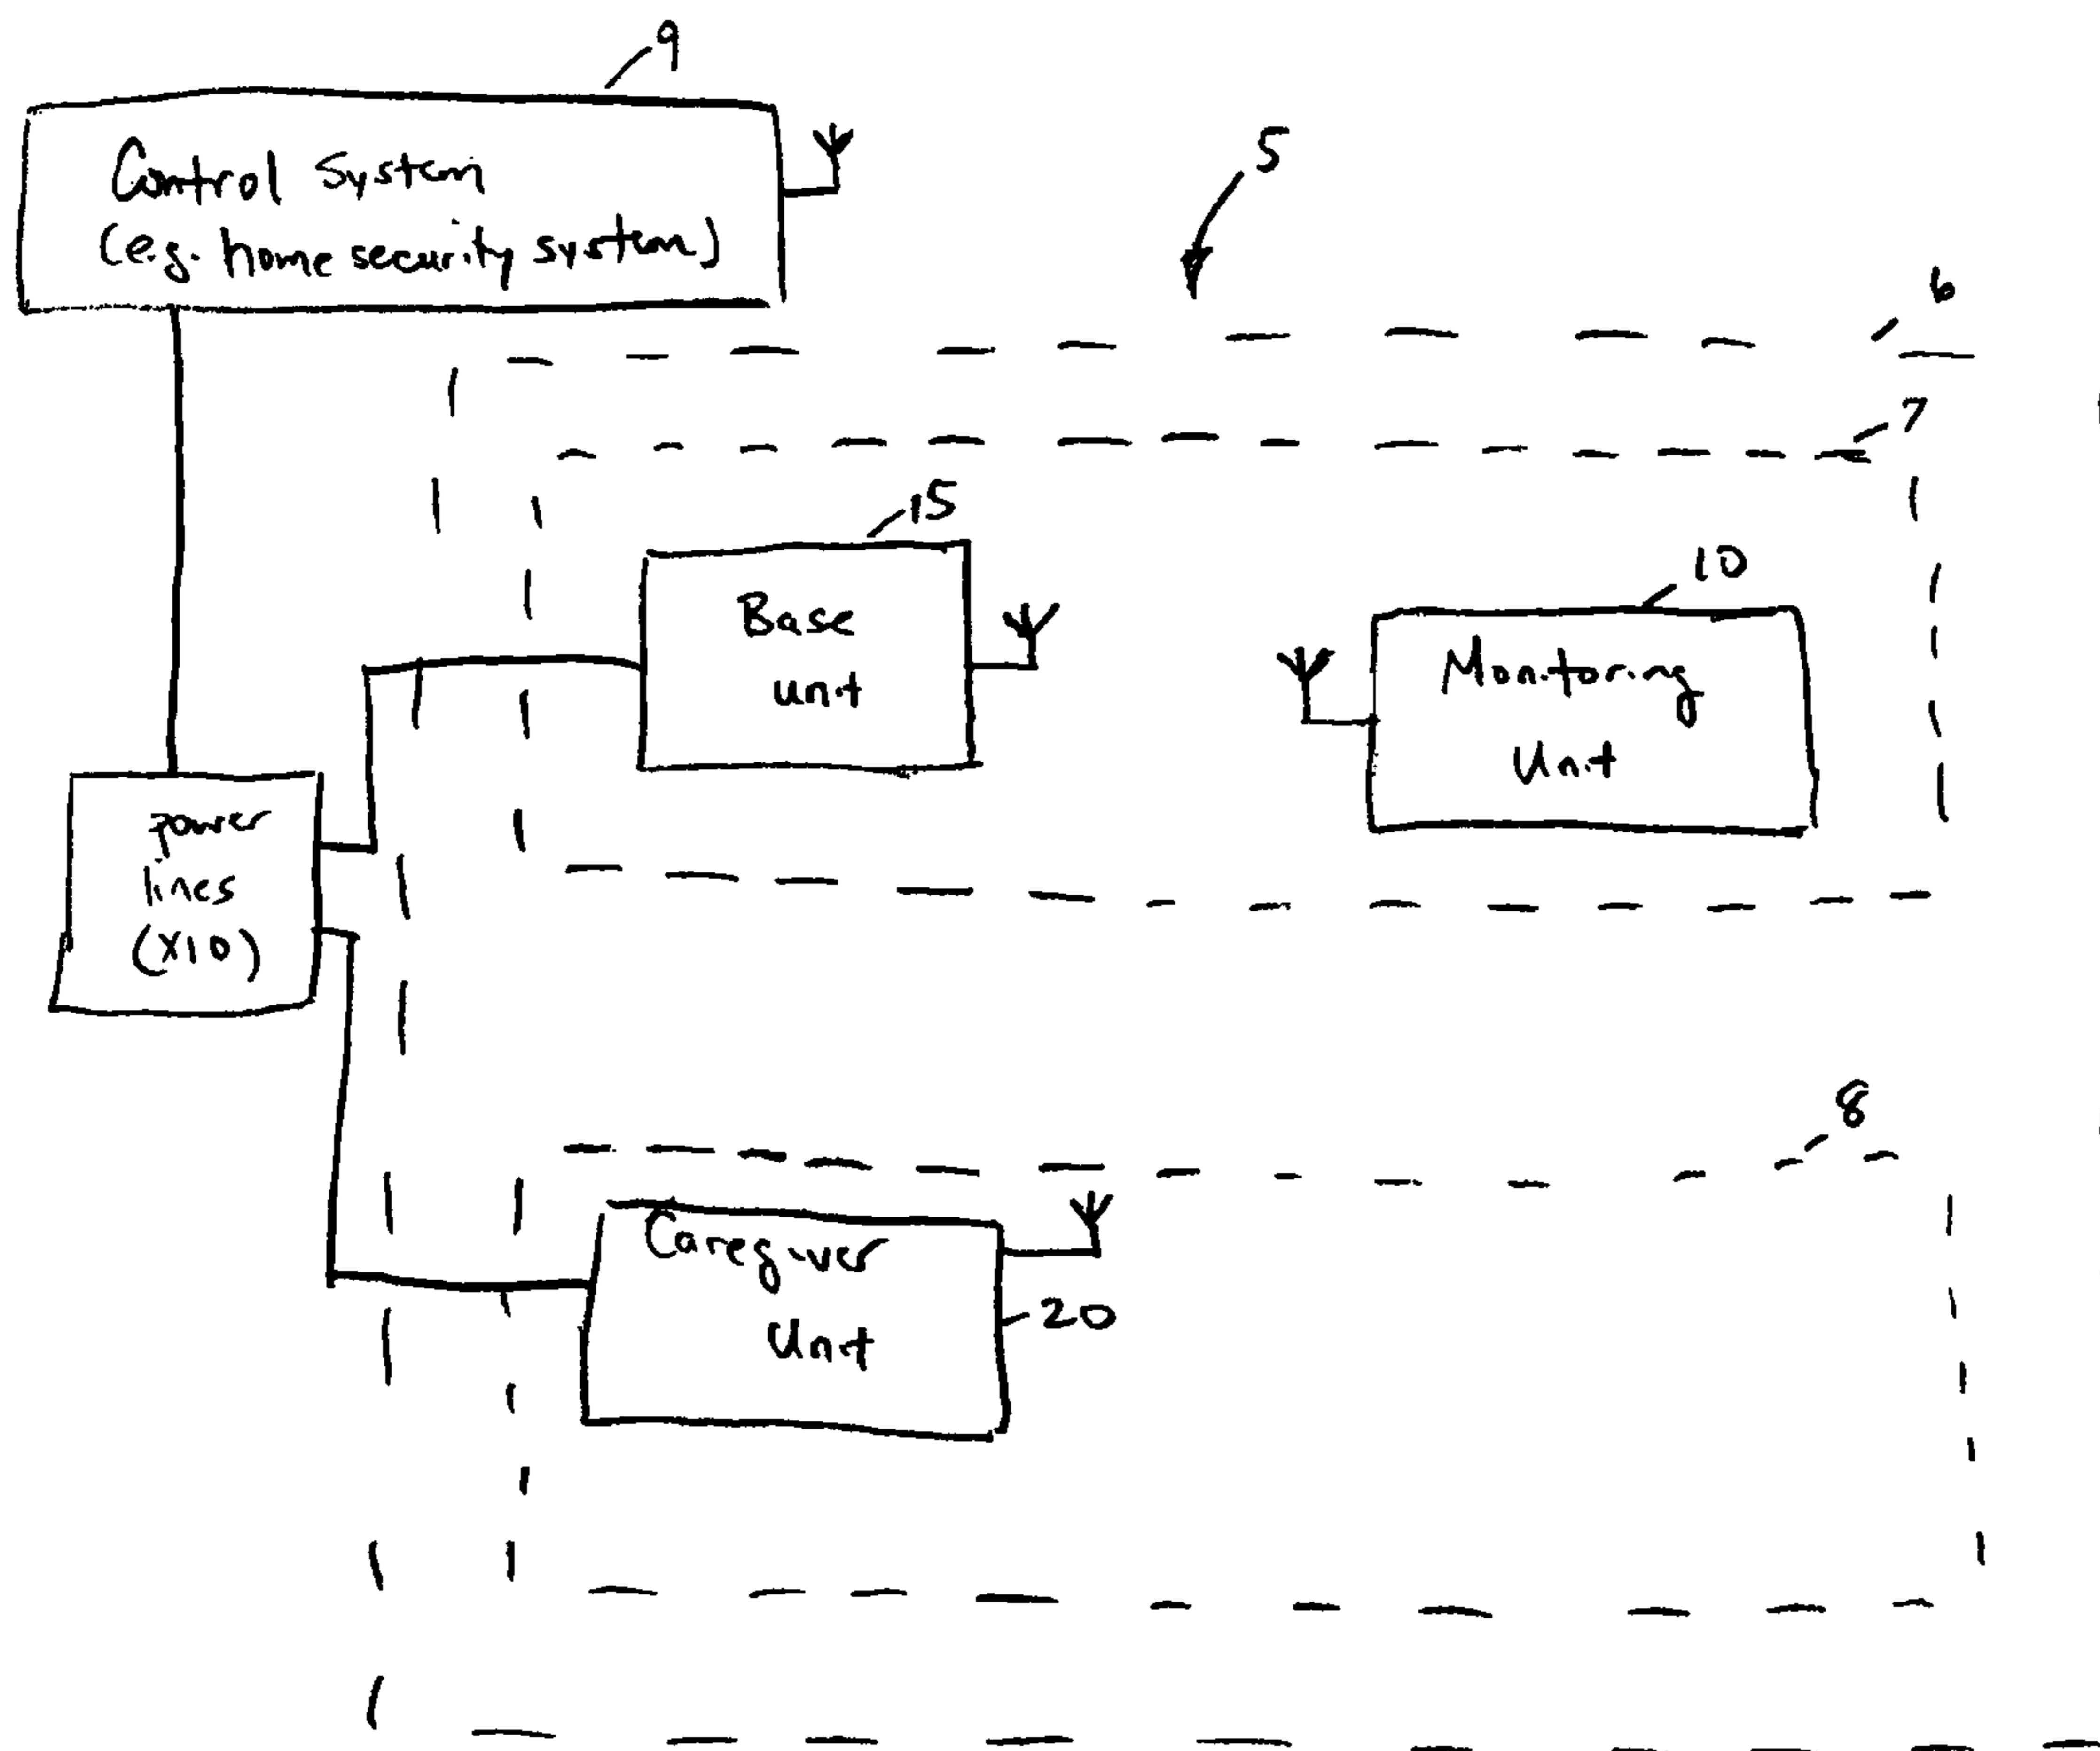 9
Control System
(e.g. home security system)
5
6
7
15
Base
unit
10
Monitoring
Unit
power
lines
(X10)
8
Caregiver
Unit
20